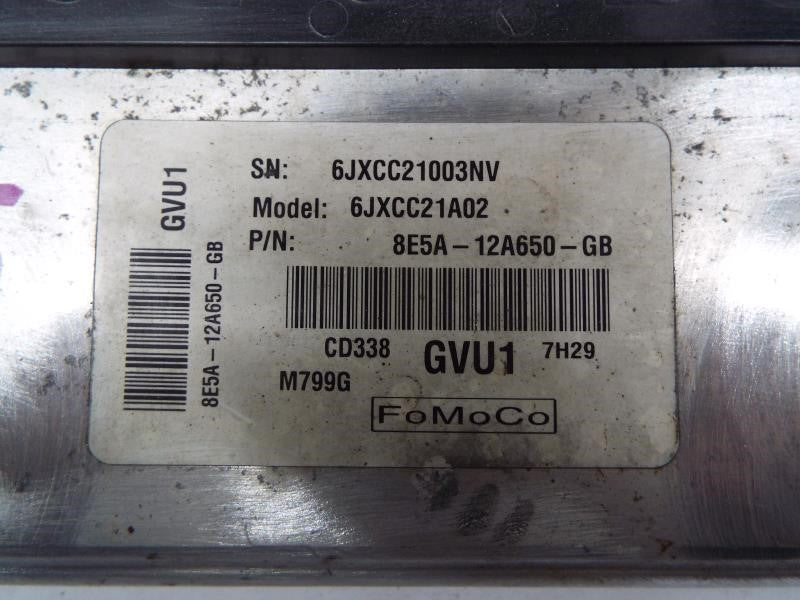 SN: 6JXCC21003NV
Model: 6JXCC21A02
P/N: 8E5A-12A650-GB
CD338 GVU1 7H29
M799G
FoMoCo
GVU1
8E5A-12A650-GB